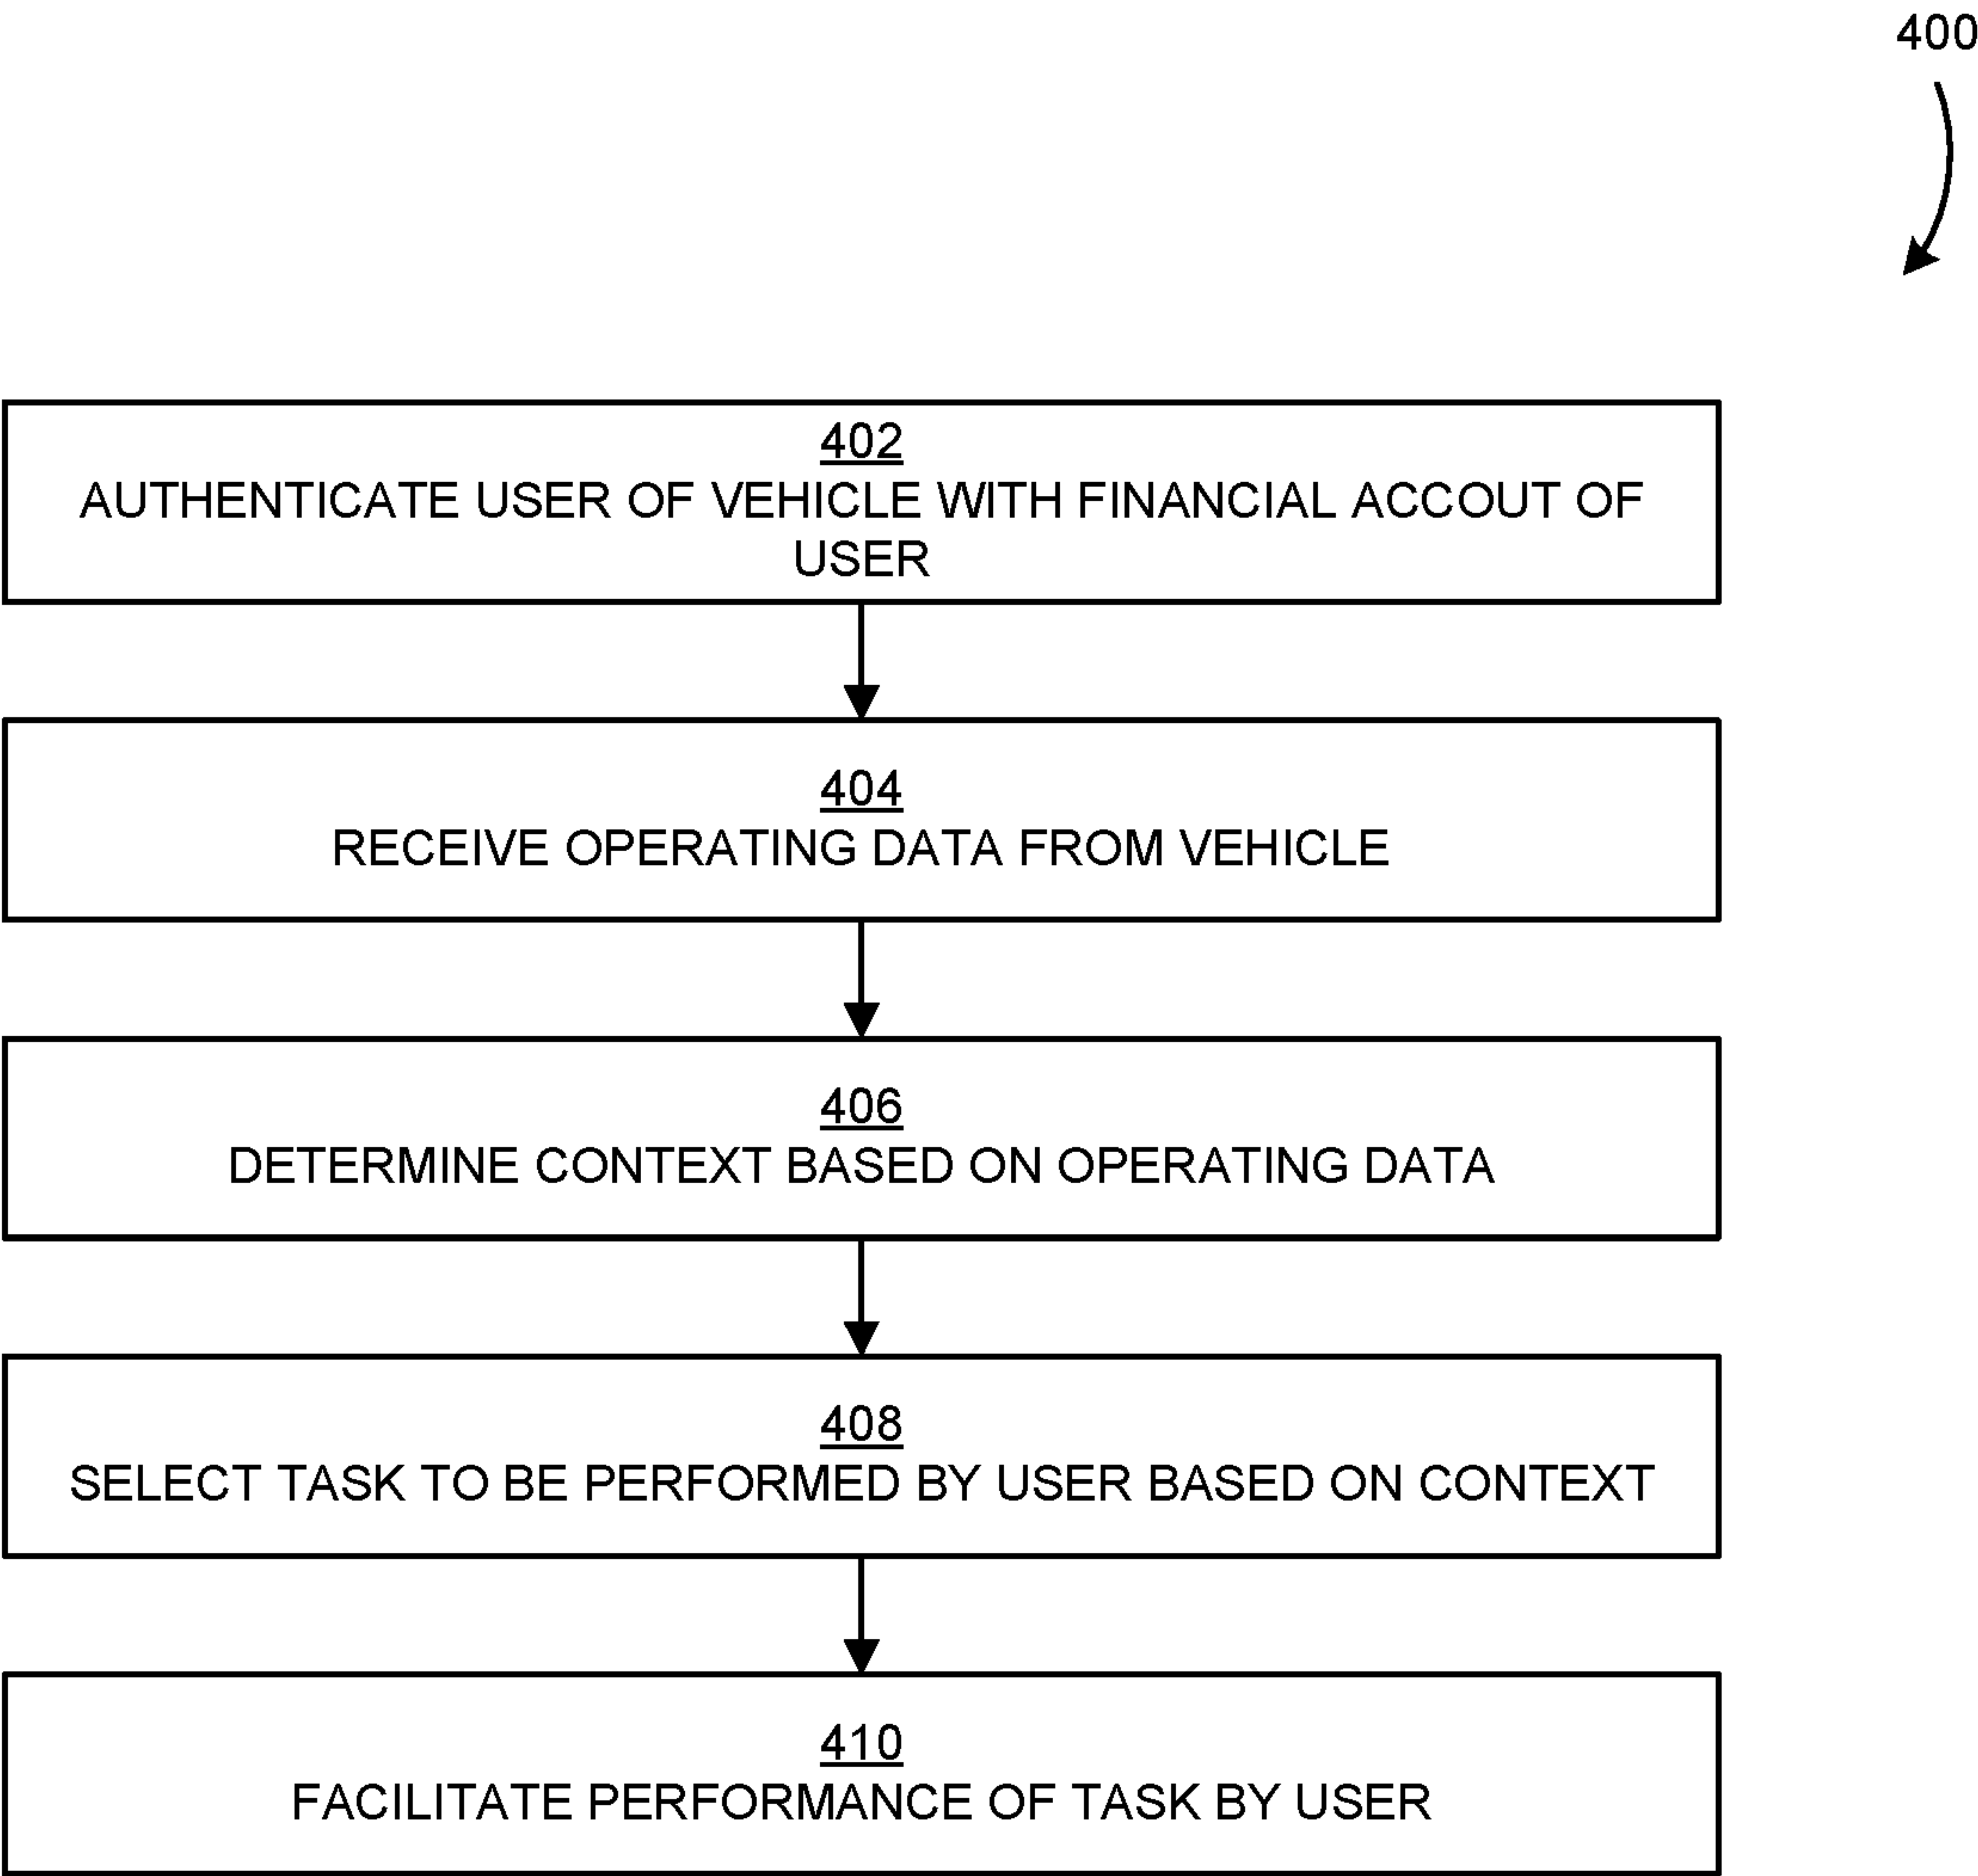 400
402
AUTHENTICATE USER OF VEHICLE WITH FINANCIAL ACCOUT OF
USER
404
RECEIVE OPERATING DATA FROM VEHICLE
406
DETERMINE CONTEXT BASED ON OPERATING DATA
408
SELECT TASK TO BE PERFORMED BY USER BASED ON CONTEXT
410
FACILITATE PERFORMANCE OF TASK BY USER